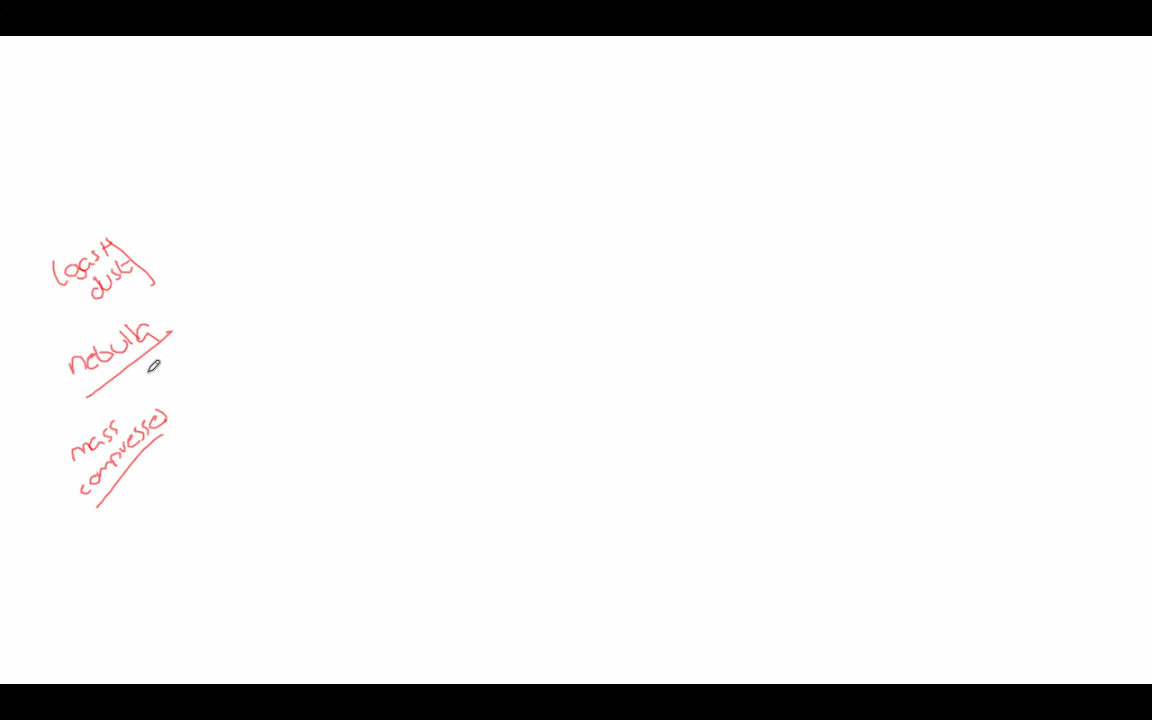 (gas+
dust)
nebula
mass
compressed